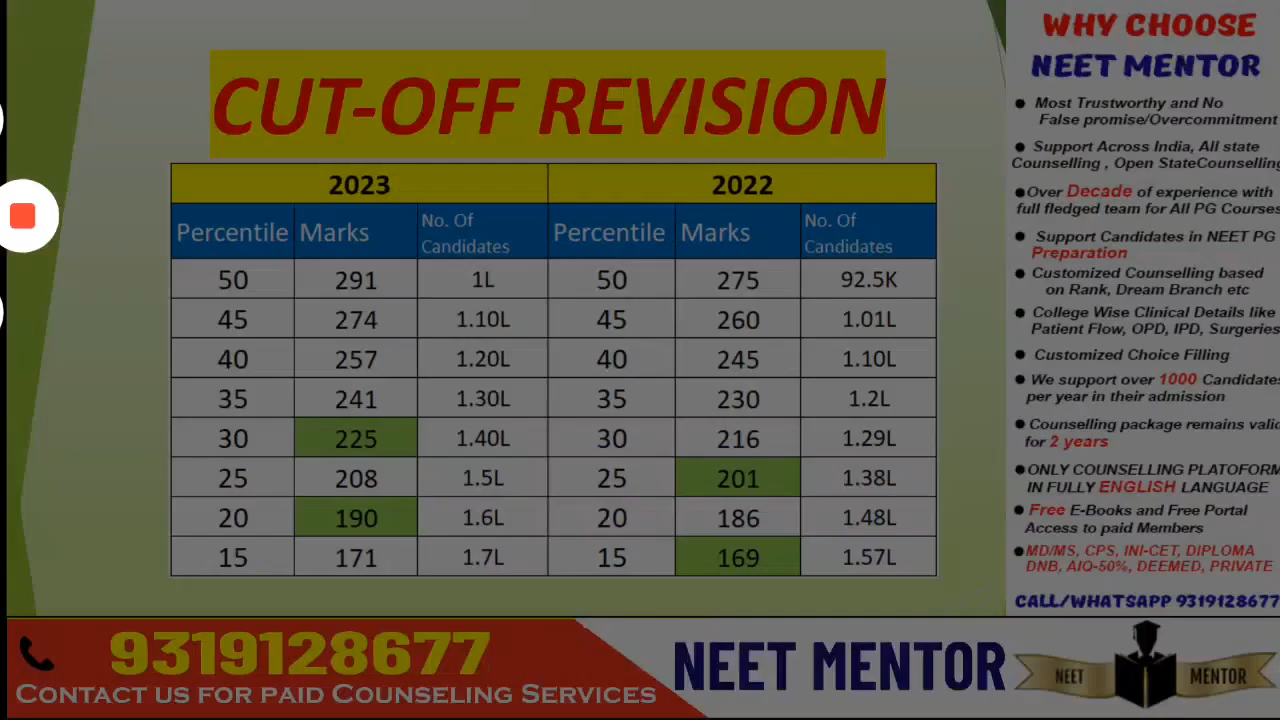 CUT-OFF REVISION
2023 2022
Percentile Marks No. Of Candidates Percentile Marks No. Of Candidates
50 291 1L 50 275 92.5K
45 274 1.10L 45 260 1.01L
40 257 1.20L 40 245 1.10L
35 241 1.30L 35 230 1.2L
30 225 1.40L 30 216 1.29L
25 208 1.5L 25 201 1.38L
20 190 1.6L 20 186 1.48L
15 171 1.7L 15 169 1.57L
WHY CHOOSE
NEET MENTOR
● Most Trustworthy and No
False promise/Overcommitment
● Support Across India, All state
Counselling , Open StateCounselling
●Over Decade of experience with
full fledged team for All PG Courses
● Support Candidates in NEET PG
Preparation
● Customized Counselling based
on Rank, Dream Branch etc
● College Wise Clinical Details like
Patient Flow, OPD, IPD, Surgeries
● Customized Choice Filling
● We support over 1000 Candidates
per year in their admission
● Counselling package remains valid
for 2 years
●ONLY COUNSELLING PLATOFORM
IN FULLY ENGLISH LANGUAGE
● Free E-Books and Free Portal
Access to paid Members
●MD/MS, CPS, INI-CET, DIPLOMA
DNB, AIQ-50%, DEEMED, PRIVATE
CALL/WHATSAPP 9319128677
9319128677
CONTACT US FOR PAID COUNSELING SERVICES
NEET MENTOR
NEET MENTOR